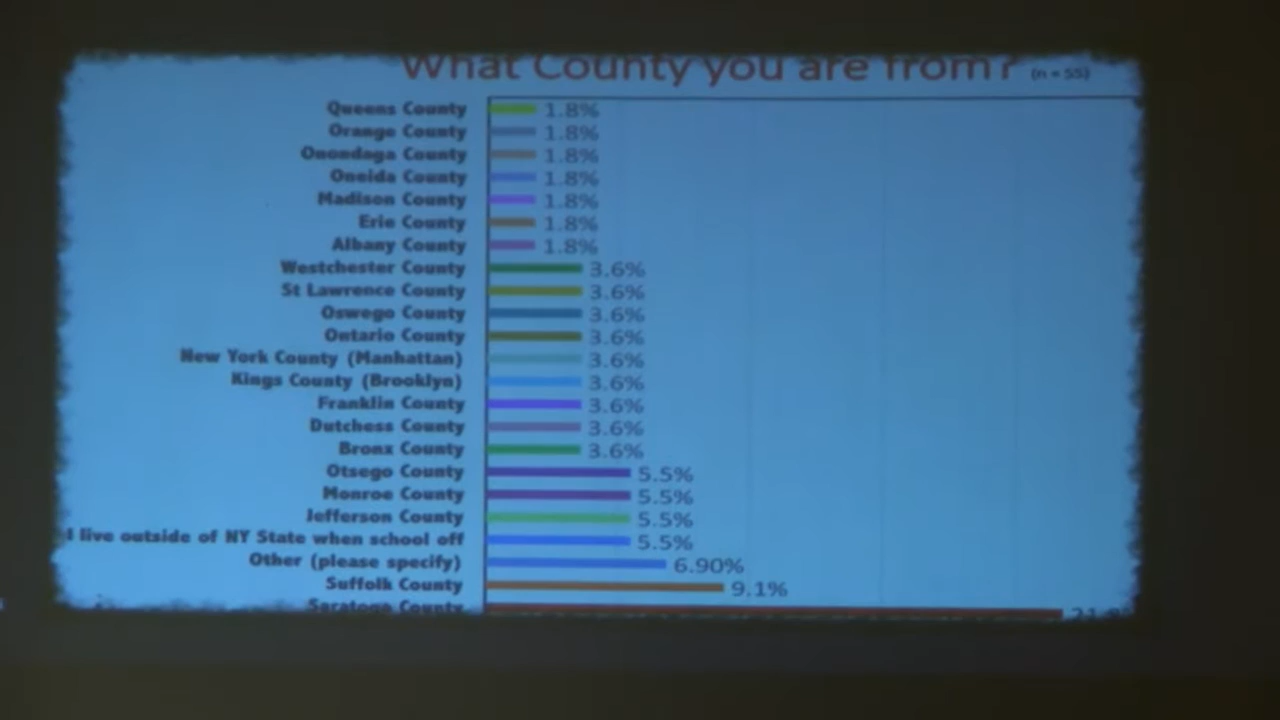 What County you are from? (n = 55)
Queens County 1.8%
Orange County 1.8%
Onondaga County 1.8%
Oneida County 1.8%
Madison County 1.8%
Erie County 1.8%
Albany County 1.8%
Westchester County 3.6%
St Lawrence County 3.6%
Oswego County 3.6%
Ontario County 3.6%
New York County (Manhattan) 3.6%
Kings County (Brooklyn) 3.6%
Franklin County 3.6%
Dutchess County 3.6%
Bronx County 3.6%
Otsego County 5.5%
Monroe County 5.5%
Jefferson County 5.5%
I live outside of NY State when school off 5.5%
Other (please specify) 6.90%
Suffolk County 9.1%
Saratoga County